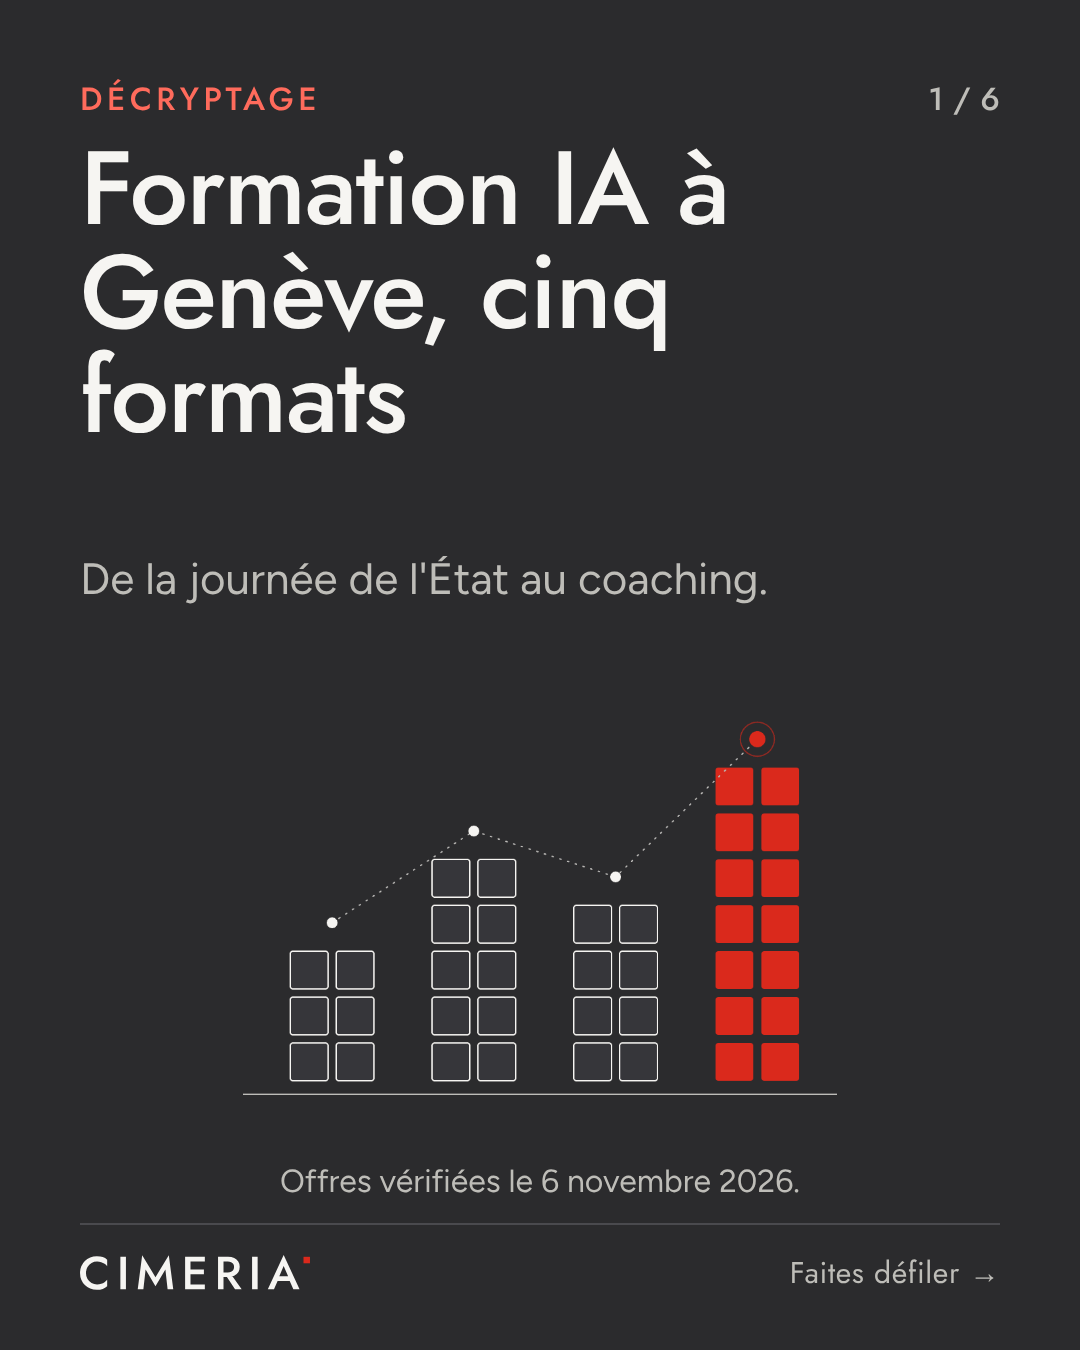 DÉCRYPTAGE
1 / 6
Formation IA à
Genève, cinq
formats
De la journée de l'État au coaching.
Offres vérifiées le 6 novembre 2026.
CIMERIA
Faites défiler →